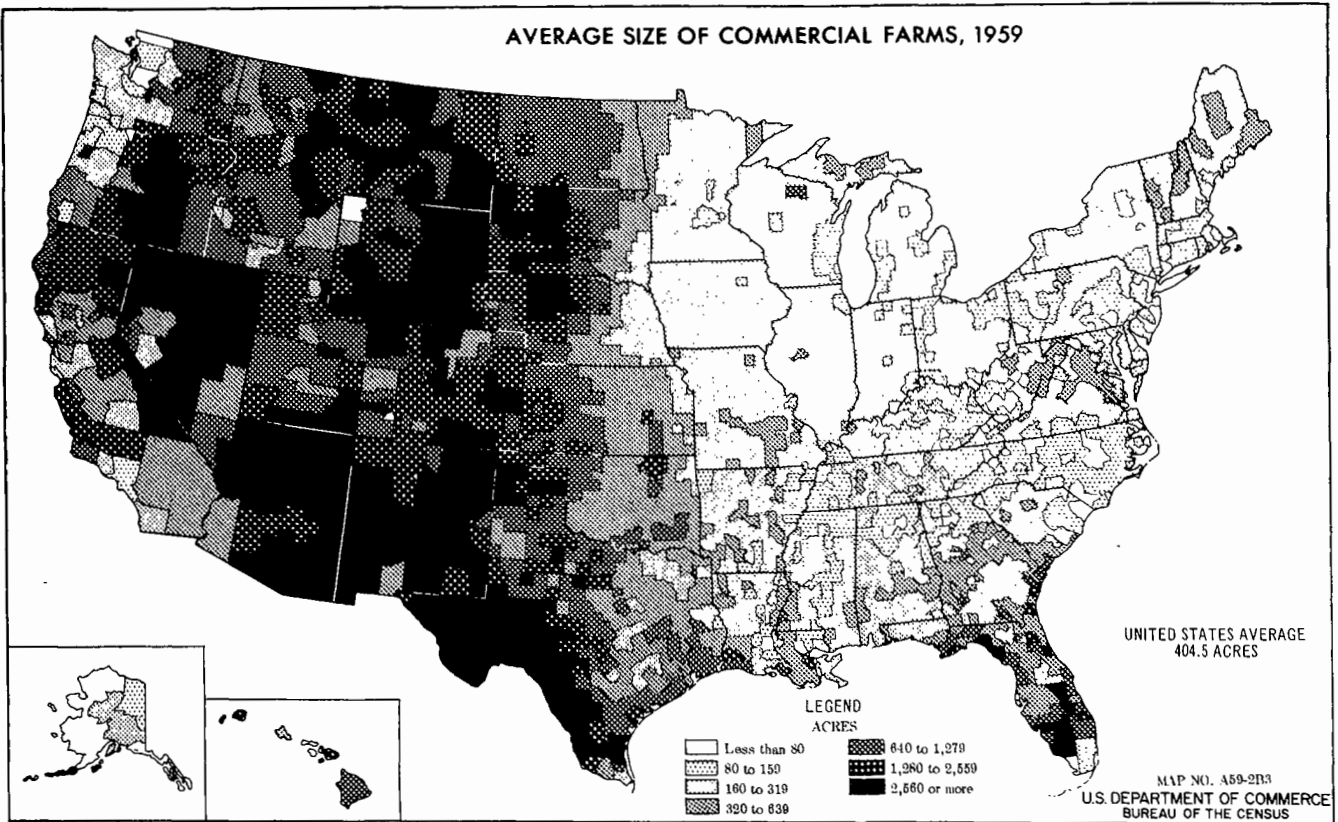 AVERAGE SIZE OF COMMERCIAL FARMS, 1959
UNITED STATES AVERAGE
404.5 ACRES
LEGEND
ACRES
Less than 80
80 to 159
160 to 319
320 to 639
640 to 1,279
1,280 to 2,559
2,560 or more
MAP NO. A59-2B3
U.S. DEPARTMENT OF COMMERCE
BUREAU OF THE CENSUS